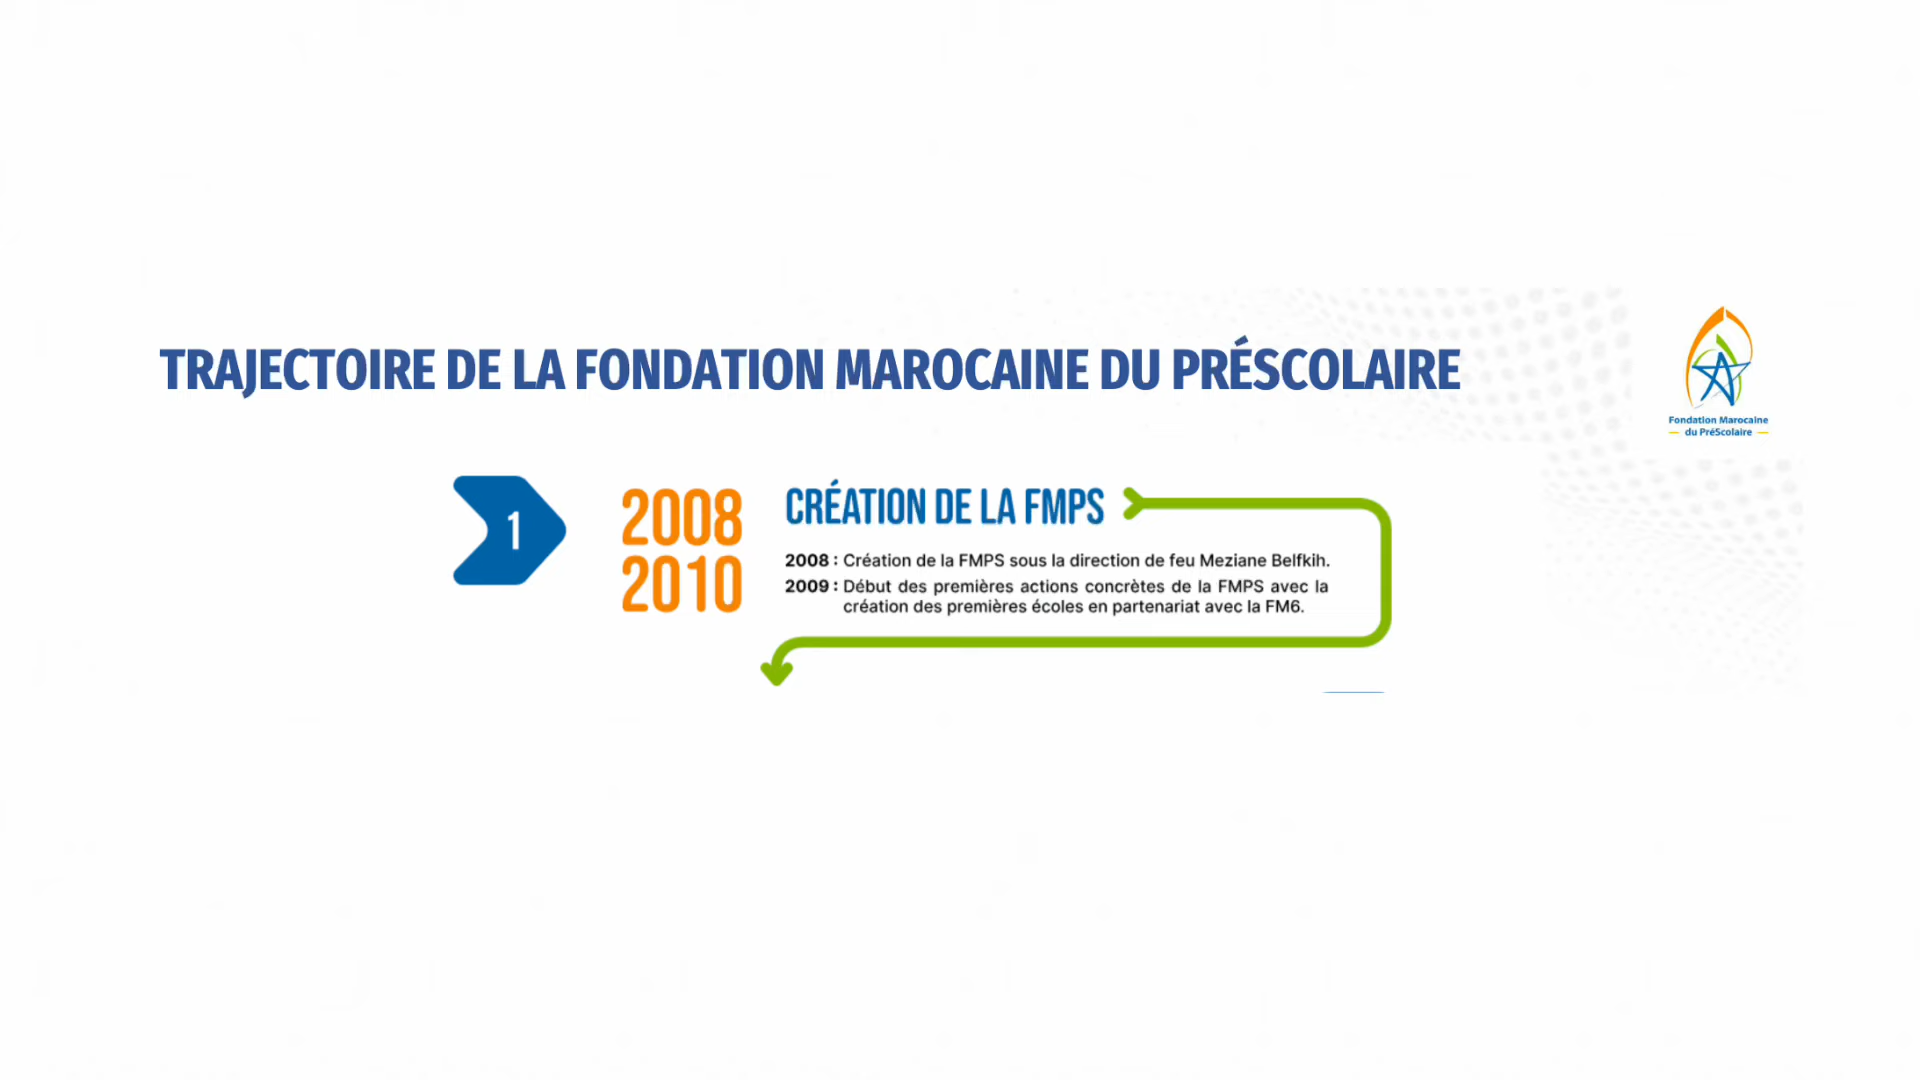 TRAJECTOIRE DE LA FONDATION MAROCAINE DU PRÉSCOLAIRE
Fondation Marocaine
du PréScolaire
1
2008
2010
CRÉATION DE LA FMPS
2008 : Création de la FMPS sous la direction de feu Meziane Belfkih.
2009 : Début des premières actions concrètes de la FMPS avec la
création des premières écoles en partenariat avec la FM6.